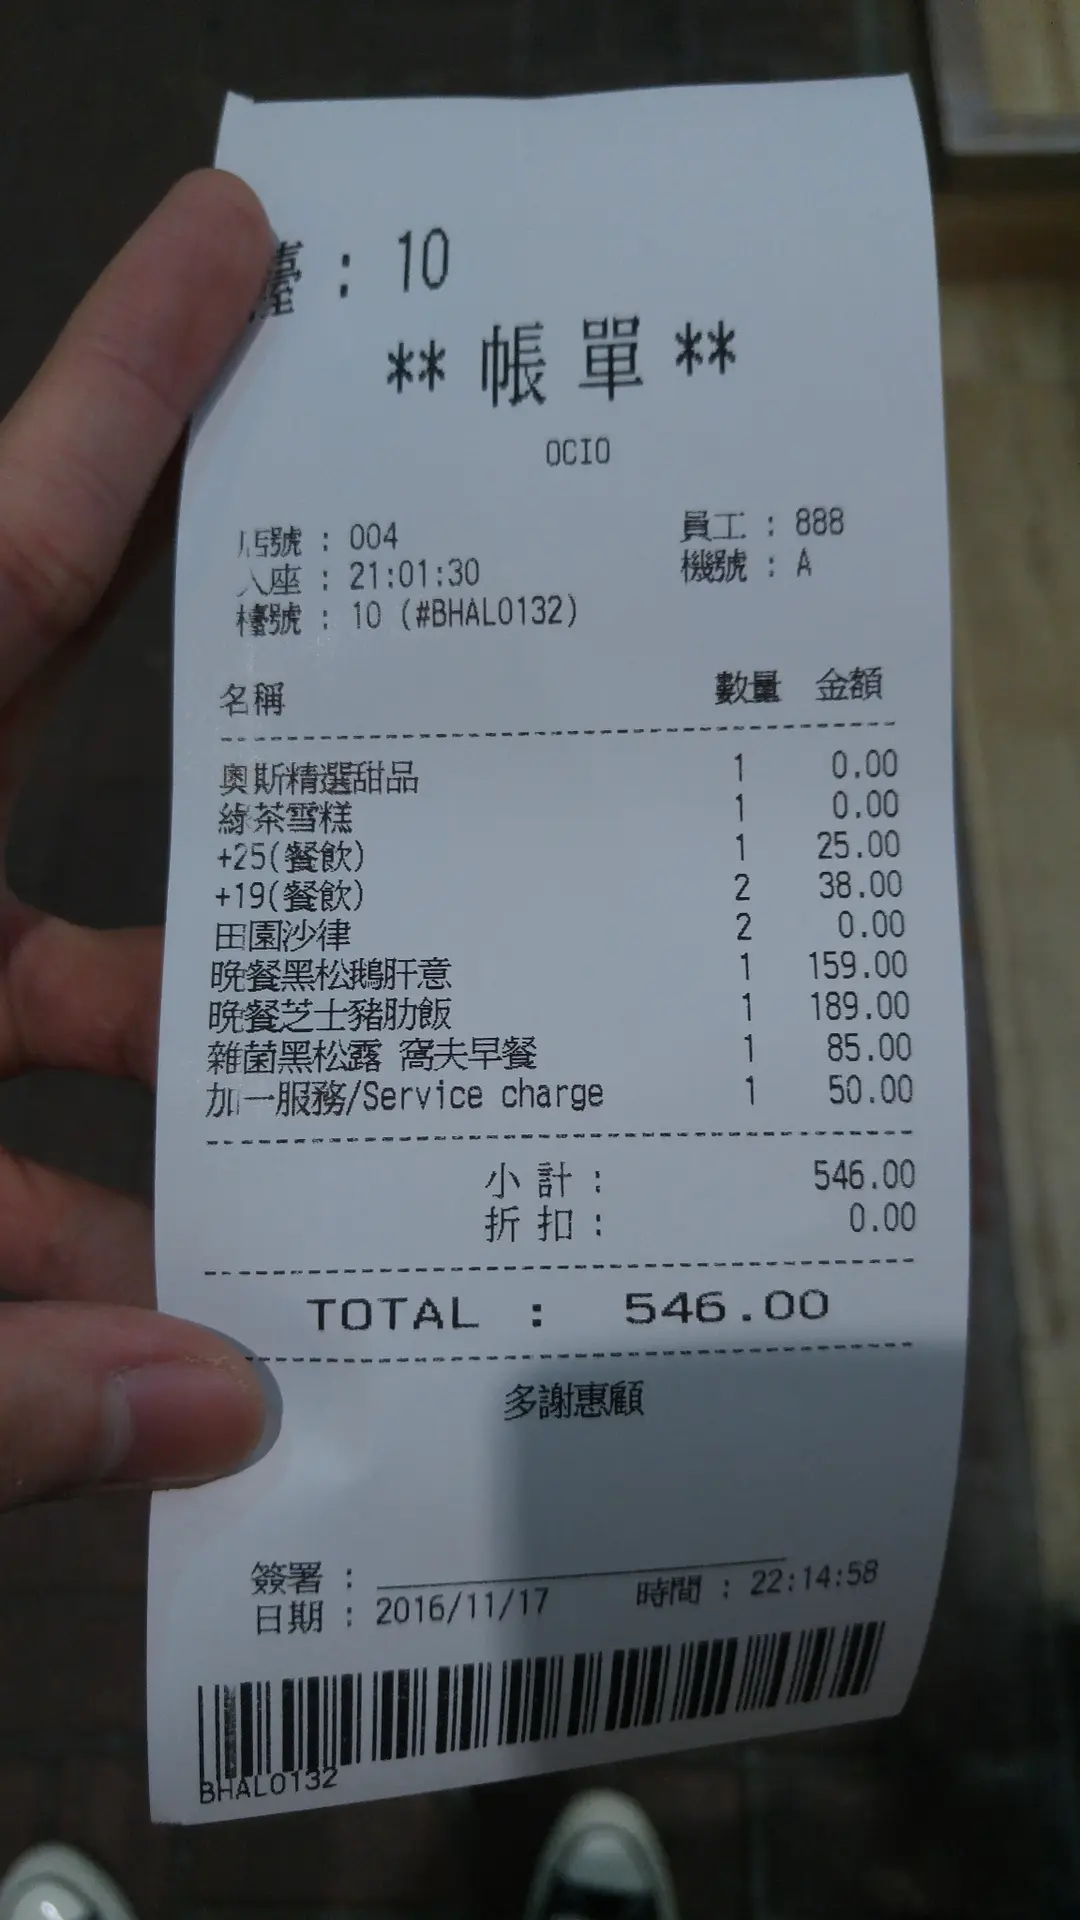 臺 : 10
** 帳單 **
OCIO
店號 : 004 員工 : 888
入座 : 21:01:30 機號 : A
檯號 : 10 (#BHAL0132)
名稱 數量 金額
奧斯精選甜品 1 0.00
綠茶雪糕 1 0.00
+25(餐飲) 1 25.00
+19(餐飲) 2 38.00
田園沙律 2 0.00
晚餐黑松鵝肝意 1 159.00
晚餐芝士豬肋飯 1 189.00
雜菌黑松露 窩夫早餐 1 85.00
加一服務/Service charge 1 50.00
小計 : 546.00
折扣 : 0.00
TOTAL : 546.00
多謝惠顧
簽署 :
日期 : 2016/11/17 時間 : 22:14:58
BHAL0132